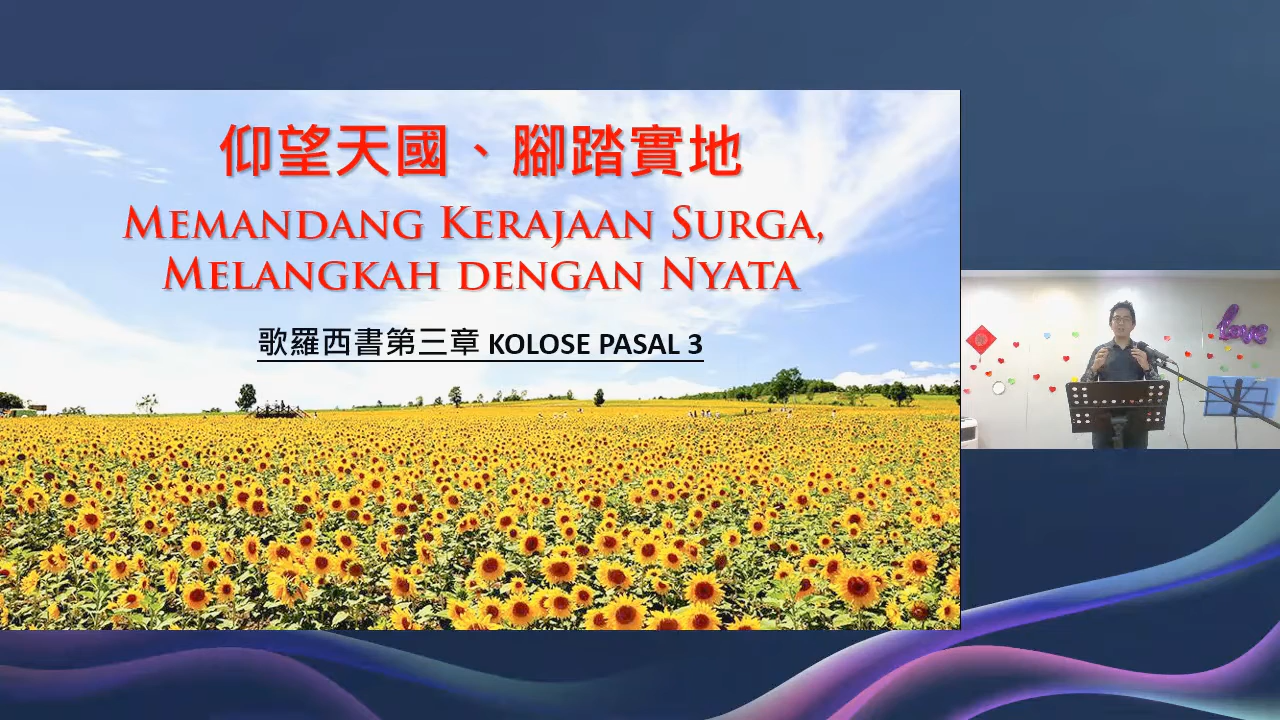 仰望天國、腳踏實地
MEMANDANG KERAJAAN SURGA,
MELANGKAH DENGAN NYATA
歌羅西書第三章 KOLOSE PASAL 3
love